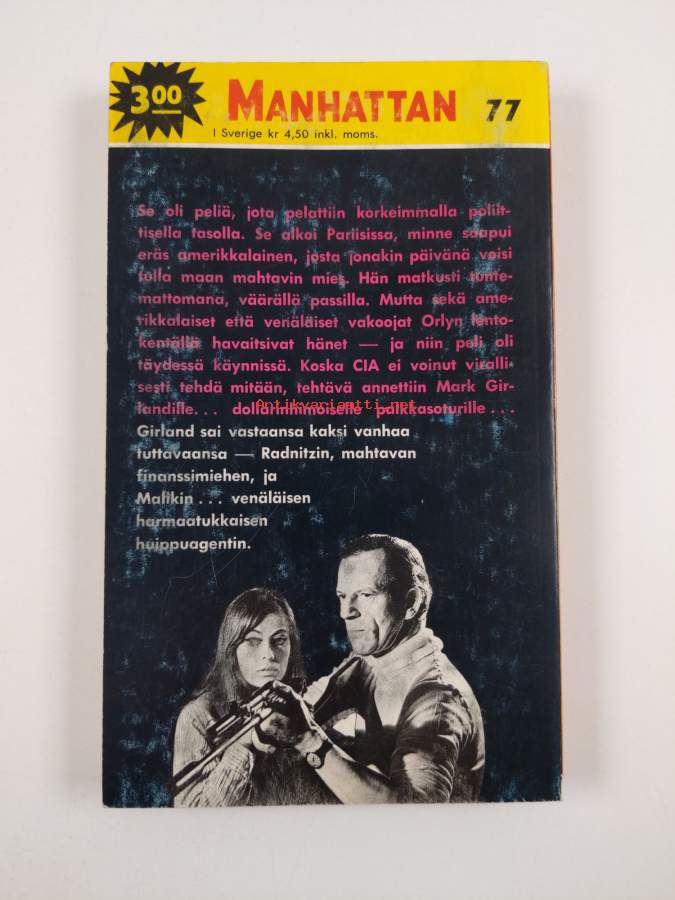 3.00
MANHATTAN 77
I Sverige kr 4,50 inkl. moms.
Se oli peliä, jota pelattiin korkeimmalla poliit-
tisella tasolla. Se alkoi Pariisissa, minne saapui
eräs amerikkalainen, josta jonakin päivänä voisi
tulla maan mahtavin mies. Hän matkusti tunte-
mattomana, väärällä passilla. Mutta sekä ame-
rikkalaiset että venäläiset vakoojat Orlyn lento-
kentällä havaitsivat hänet — ja niin peli oli
täydessä käynnissä. Koska CIA ei voinut viralli-
sesti tehdä mitään, tehtävä annettiin Mark Gir-
landille... dollarinhimoiselle palkkasoturille...
Antikvariaatti.net
Girland sai vastaansa kaksi vanhaa
tuttavaansa — Radnitzin, mahtavan
finanssimiehen, ja
Malikin... venäläisen
harmaatukkaisen
huippuagentin.